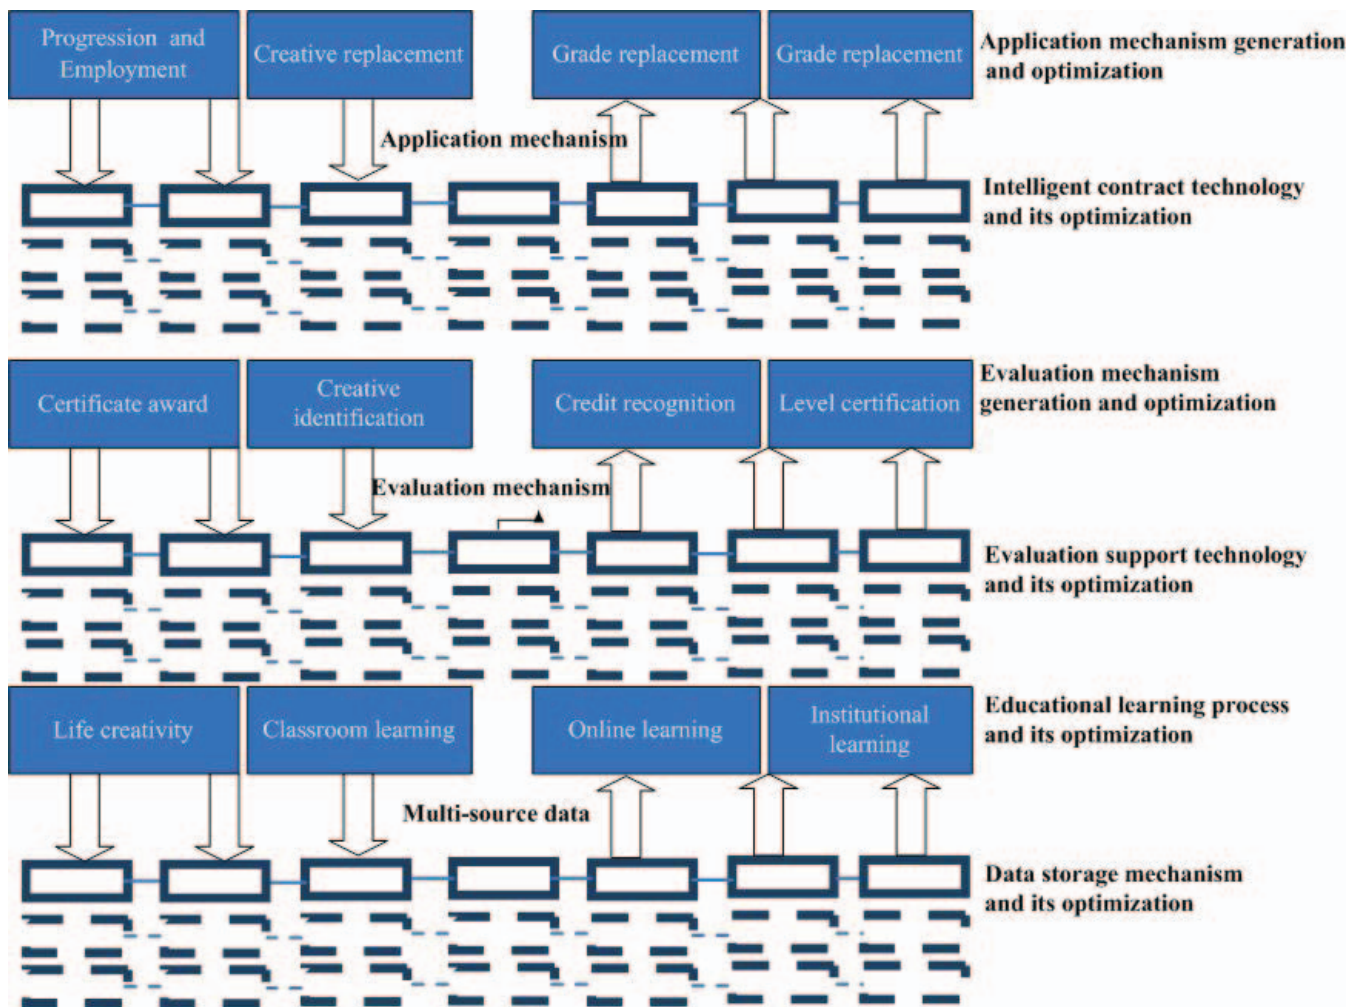 Progression and
Employment
Creative replacement
Grade replacement
Grade replacement
Application mechanism generation
and optimization
Application mechanism
Intelligent contract technology
and its optimization
Certificate award
Creative
identification
Credit recognition
Level certification
Evaluation mechanism
generation and optimization
Evaluation mechanism
Evaluation support technology
and its optimization
Life creativity
Classroom learning
Online learning
Institutional
learning
Educational learning process
and its optimization
Multi-source data
Data storage mechanism
and its optimization